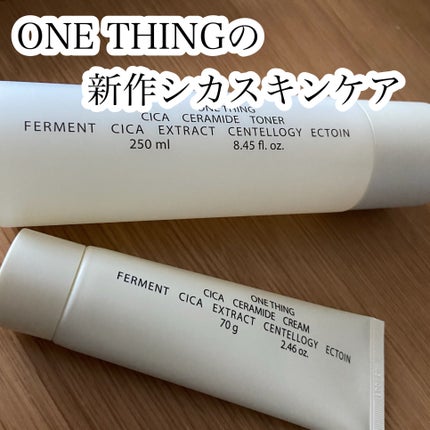 ONE THINGの
新作シカスキンケア
ONE THING
CICA CERAMIDE TONER
FERMENT CICA EXTRACT CENTELLOGY ECTOIN
250 ml 8.45 fl. oz.
ONE THING
CICA CERAMIDE CREAM
FERMENT CICA EXTRACT CENTELLOGY ECTOIN
70 g 2.46 oz.